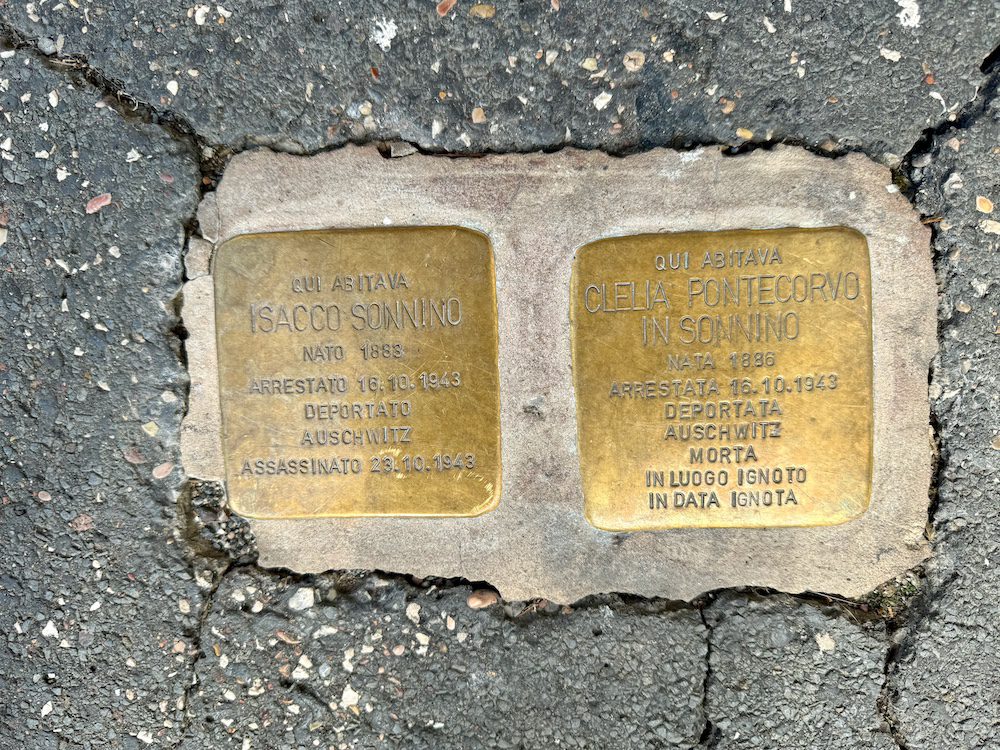 QUI ABITAVA
ISACCO SONNINO
NATO 1883
ARRESTATO 16.10.1943
DEPORTATO
AUSCHWITZ
ASSASSINATO 23.10.1943
QUI ABITAVA
CLELIA PONTECORVO
IN SONNINO
NATA 1886
ARRESTATA 16.10.1943
DEPORTATA
AUSCHWITZ
MORTA
IN LUOGO IGNOTO
IN DATA IGNOTA